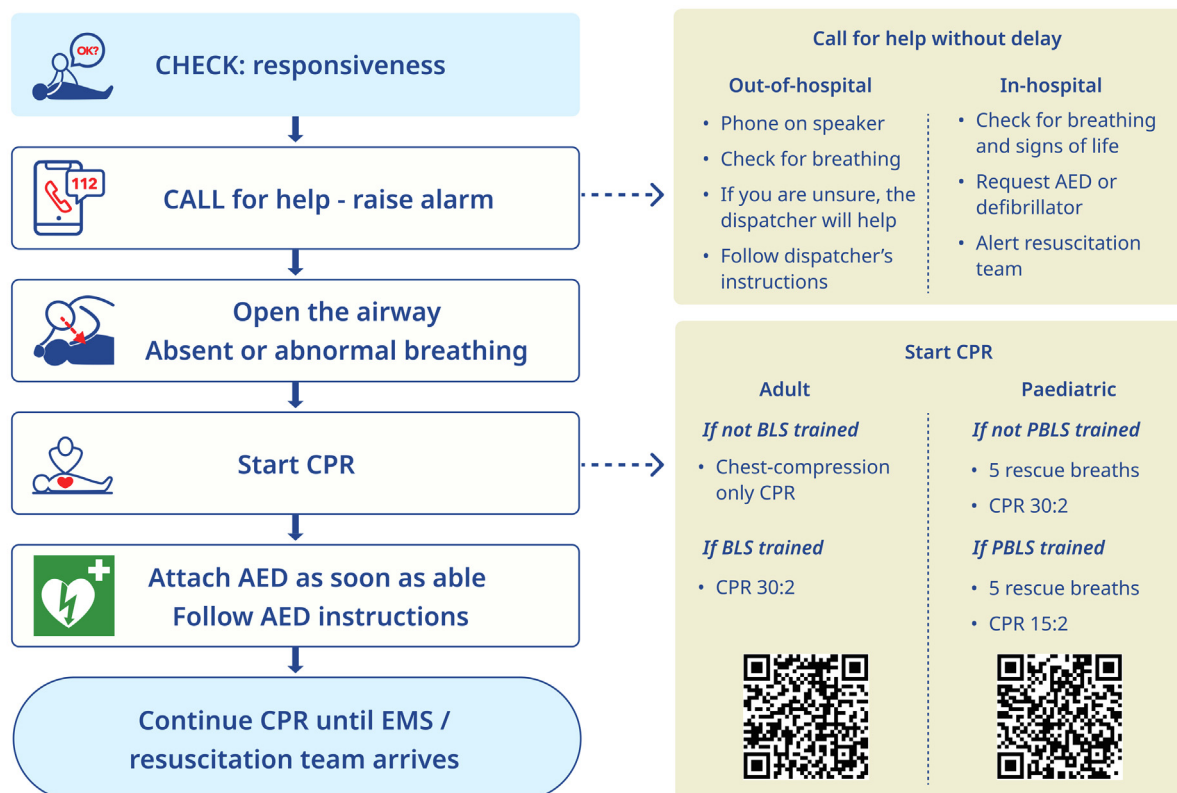 OK?
CHECK: responsiveness
112
CALL for help - raise alarm
Open the airway
Absent or abnormal breathing
Start CPR
Attach AED as soon as able
Follow AED instructions
Continue CPR until EMS /
resuscitation team arrives
Call for help without delay
Out-of-hospital
• Phone on speaker
• Check for breathing
• If you are unsure, the
dispatcher will help
• Follow dispatcher’s
instructions
In-hospital
• Check for breathing
and signs of life
• Request AED or
defibrillator
• Alert resuscitation
team
Start CPR
Adult
If not BLS trained
• Chest-compression
only CPR
If BLS trained
• CPR 30:2
Paediatric
If not PBLS trained
• 5 rescue breaths
• CPR 30:2
If PBLS trained
• 5 rescue breaths
• CPR 15:2